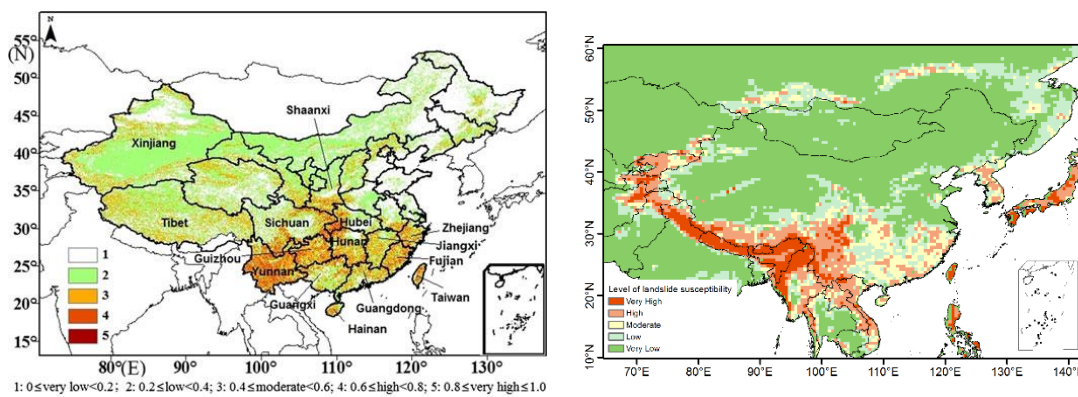 N
(N)
55°
50°
45°
40°
35°
30°
25°
20°
15°
Shaanxi
Xinjiang
Tibet
Sichuan
Hubei
Hunan
Zhejiang
Jiangxi
Fujian
Guizhou
Yunnan
Taiwan
Guangxi
Guangdong
Hainan
1
2
3
4
5
80°(E) 90° 100° 110° 120° 130°
1: 0≤very low<0.2; 2: 0.2≤low<0.4; 3: 0.4≤moderate<0.6; 4: 0.6≤high<0.8; 5: 0.8≤very high≤1.0
60°N
50°N
40°N
30°N
20°N
10°N
Level of landslide susceptibility
Very High
High
Moderate
Low
Very Low
70°E 80°E 90°E 100°E 110°E 120°E 130°E 140°E